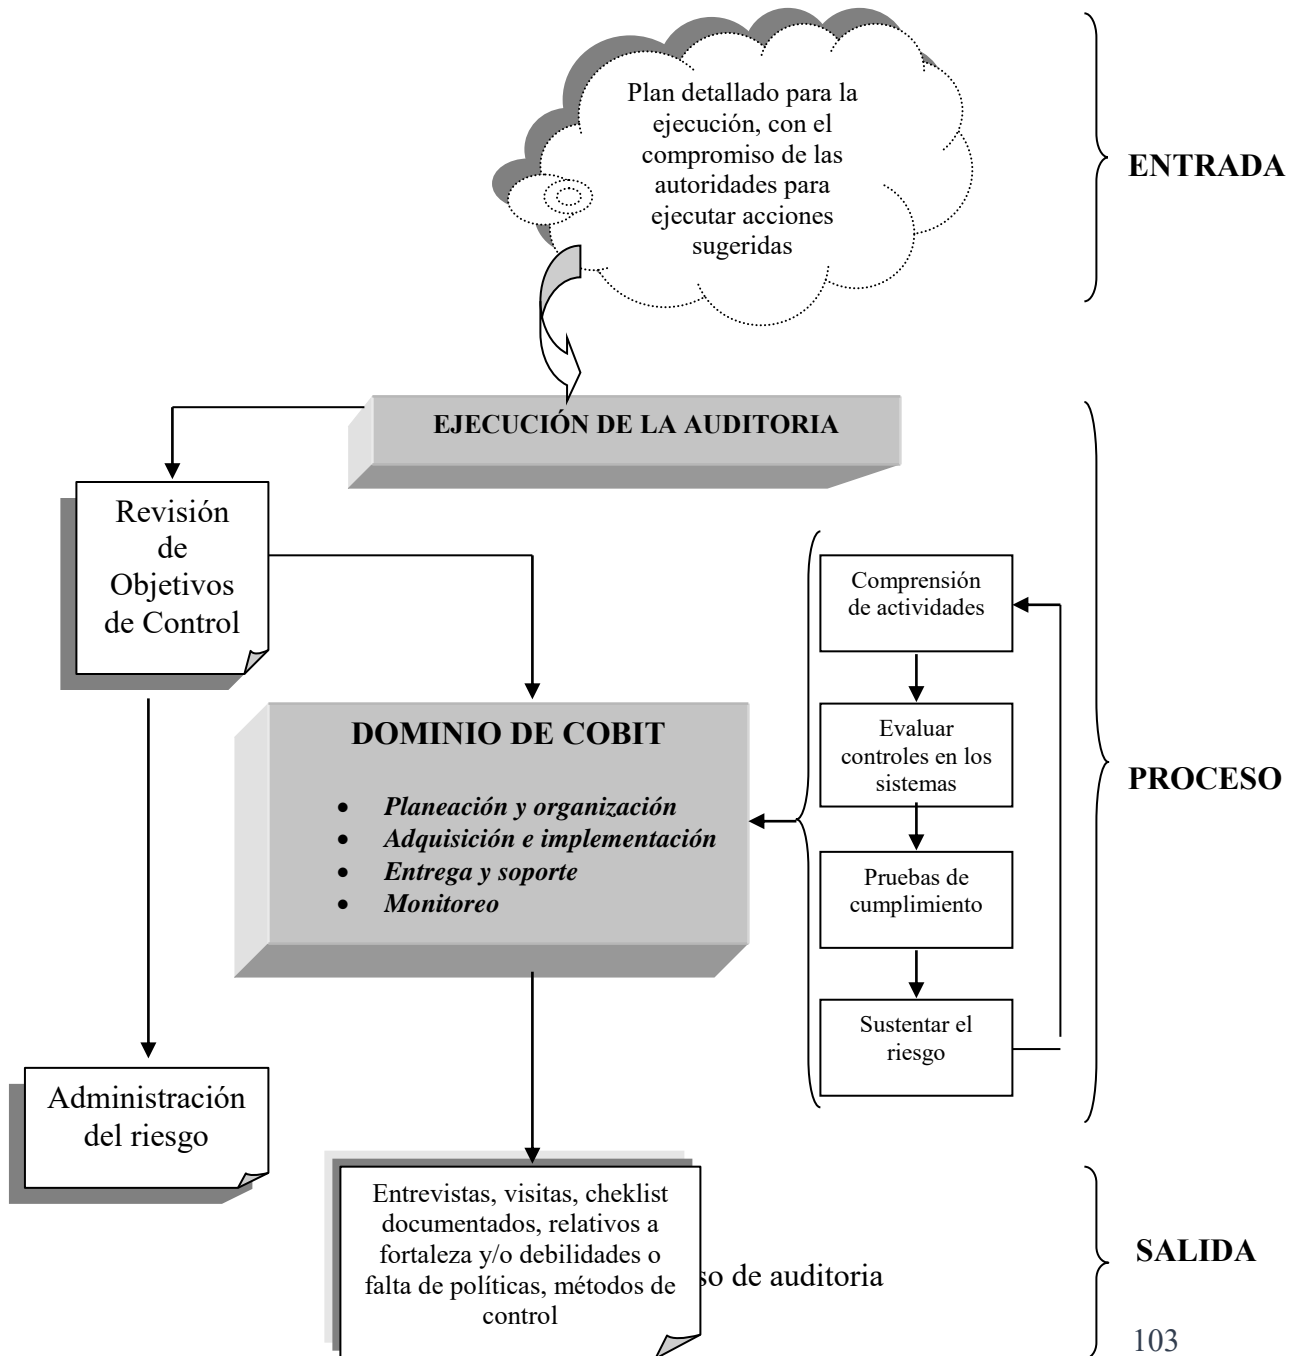 Plan detallado para la
ejecución, con el
compromiso de las
autoridades para
ejecutar acciones
sugeridas
ENTRADA
EJECUCIÓN DE LA AUDITORIA
Revisión
de
Objetivos
de Control
Comprensión
de actividades
DOMINIO DE COBIT
• Planeación y organización
• Adquisición e implementación
• Entrega y soporte
• Monitoreo
Evaluar
controles en los
sistemas
PROCESO
Pruebas de
cumplimiento
Sustentar el
riesgo
Administración
del riesgo
Entrevistas, visitas, cheklist
documentados, relativos a
fortaleza y/o debilidades o
falta de políticas, métodos de
control
de auditoria
SALIDA
103